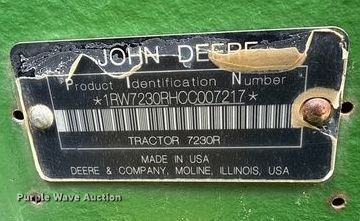 JOHN DEERE
Product Identification Number
*1RW7230RHCC007217*
TRACTOR 7230R
MADE IN USA
DEERE & COMPANY, MOLINE, ILLINOIS, USA
Purple Wave Auction